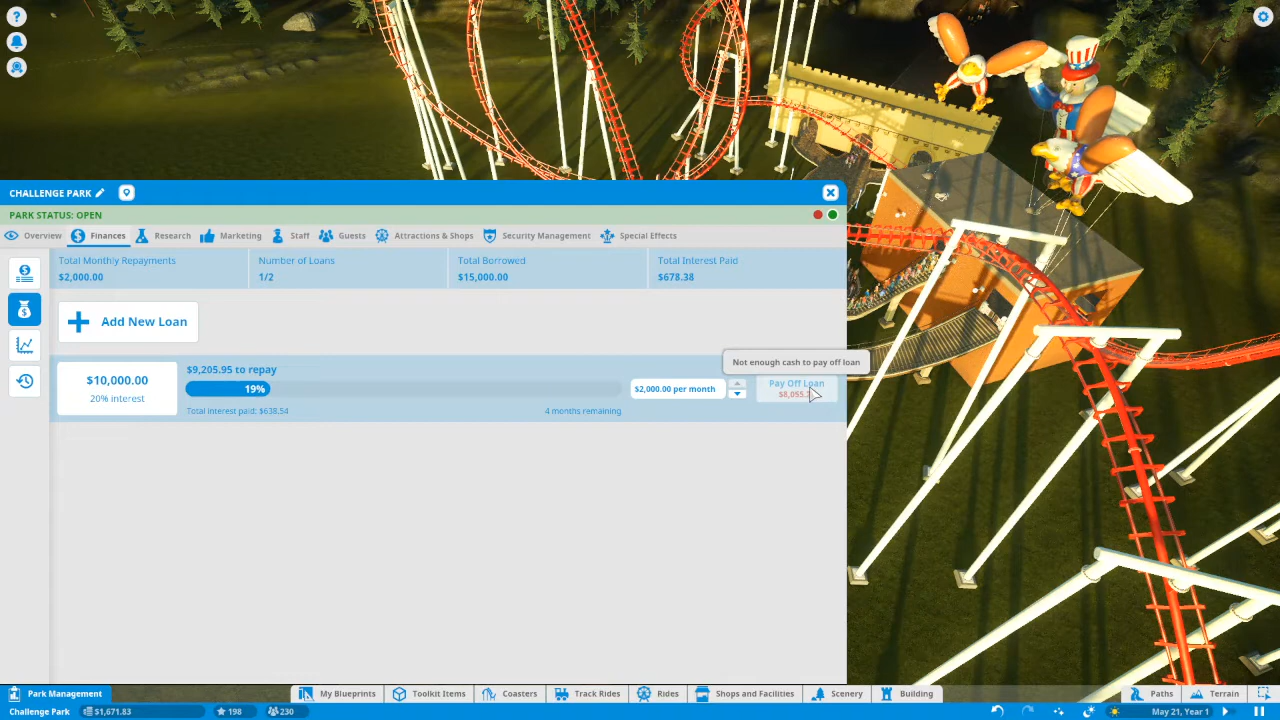 ?
CHALLENGE PARK
PARK STATUS: OPEN
Overview Finances Research Marketing Staff Guests Attractions & Shops Security Management Special Effects
Total Monthly Repayments Number of Loans Total Borrowed Total Interest Paid
$2,000.00 1/2 $15,000.00 $678.38
+ Add New Loan
Not enough cash to pay off loan
$10,000.00
20% interest
$9,205.95 to repay
19%
Total interest paid: $638.54 4 months remaining
$2,000.00 per month
Pay Off Loan
Park Management My Blueprints Toolkit Items Coasters Track Rides Rides Shops and Facilities Scenery Building Paths Terrain
Challenge Park $1,671.83 198 230 May 21, Year 1